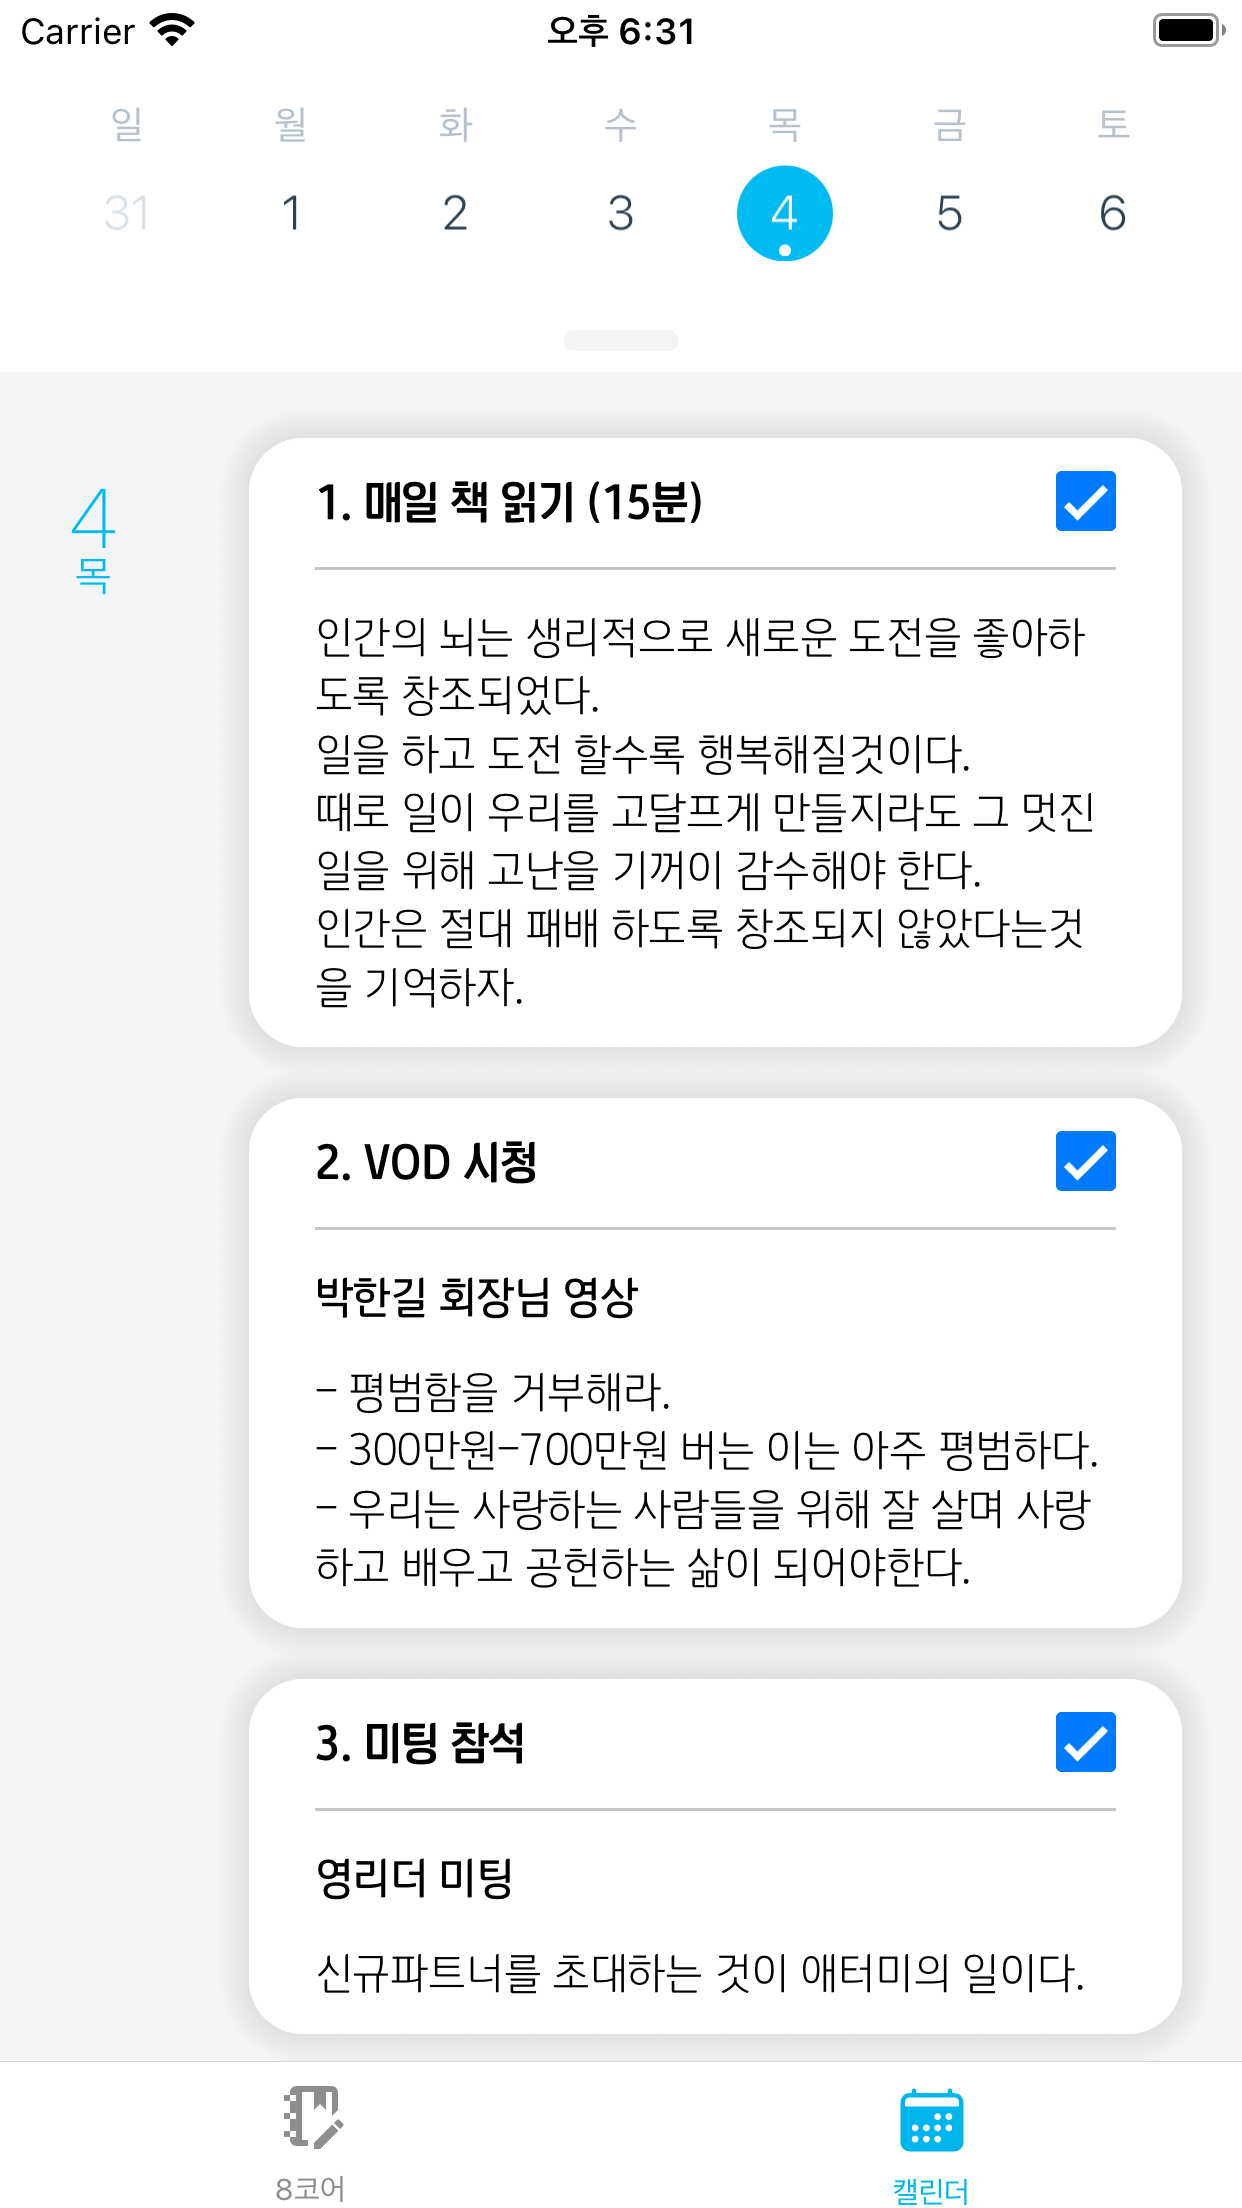 Carrier 오후 6:31
일 월 화 수 목 금 토
31 1 2 3 4 5 6
4
목
1. 매일 책 읽기 (15분)
인간의 뇌는 생리적으로 새로운 도전을 좋아하
도록 창조되었다.
일을 하고 도전 할수록 행복해질것이다.
때로 일이 우리를 고달프게 만들지라도 그 멋진
일을 위해 고난을 기꺼이 감수해야 한다.
인간은 절대 패배 하도록 창조되지 않았다는것
을 기억하자.
2. VOD 시청
박한길 회장님 영상
- 평범함을 거부해라.
- 300만원-700만원 버는 이는 아주 평범하다.
- 우리는 사랑하는 사람들을 위해 잘 살며 사랑
하고 배우고 공헌하는 삶이 되어야한다.
3. 미팅 참석
영리더 미팅
신규파트너를 초대하는 것이 애터미의 일이다.
8코어 캘린더